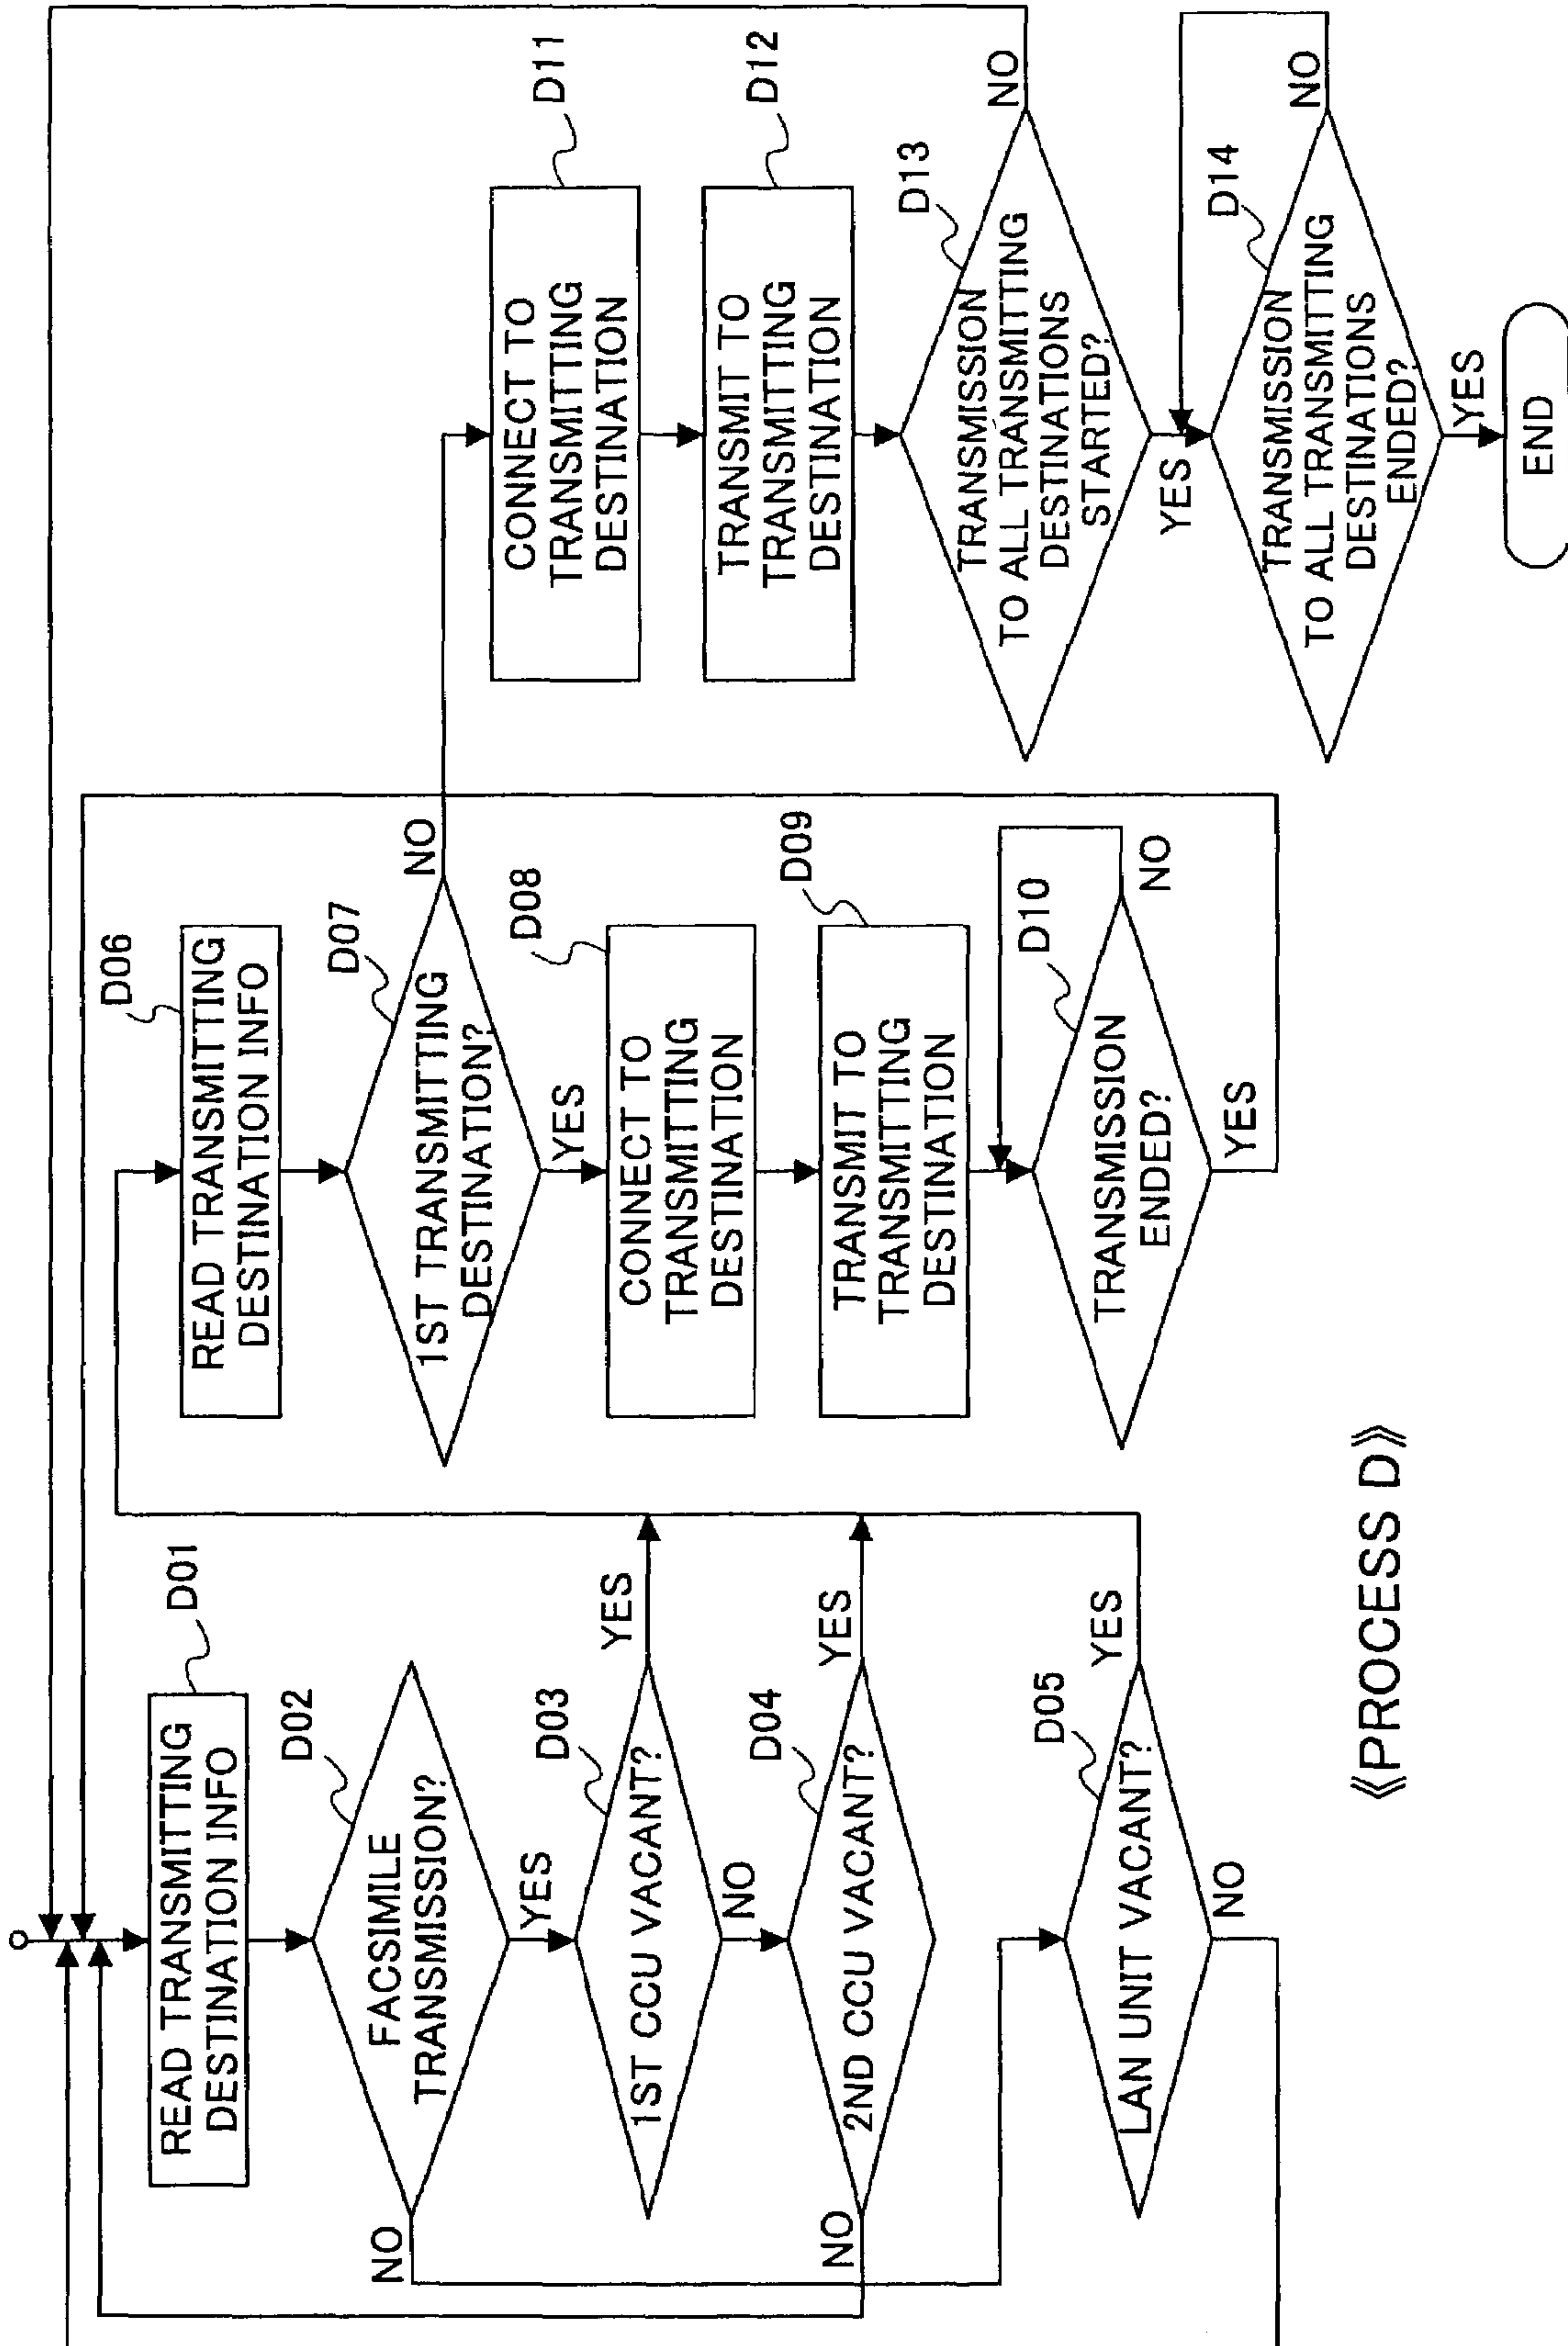 D01
READ TRANSMITTING
DESTINATION INFO
D02
FACSIMILE
TRANSMISSION?
NO
YES
D03
1ST CCU VACANT?
YES
NO
D04
2ND CCU VACANT?
YES
NO
D05
LAN UNIT VACANT?
YES
NO
D06
READ TRANSMITTING
DESTINATION INFO
D07
1ST TRANSMITTING
DESTINATION?
NO
YES
D08
CONNECT TO
TRANSMITTING
DESTINATION
D09
TRANSMIT TO
TRANSMITTING
DESTINATION
D10
TRANSMISSION
ENDED?
NO
YES
D11
CONNECT TO
TRANSMITTING
DESTINATION
D12
TRANSMIT TO
TRANSMITTING
DESTINATION
D13
TRANSMISSION
TO ALL TRANSMITTING
DESTINATIONS
STARTED?
NO
YES
D14
TRANSMISSION
TO ALL TRANSMITTING
DESTINATIONS
ENDED?
NO
YES
END
《PROCESS D》